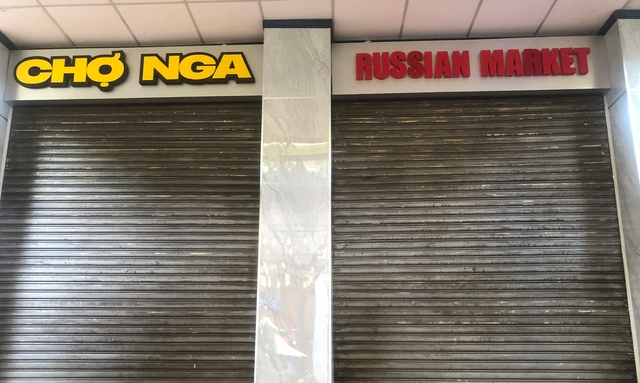 CHỢ NGA
RUSSIAN MARKET